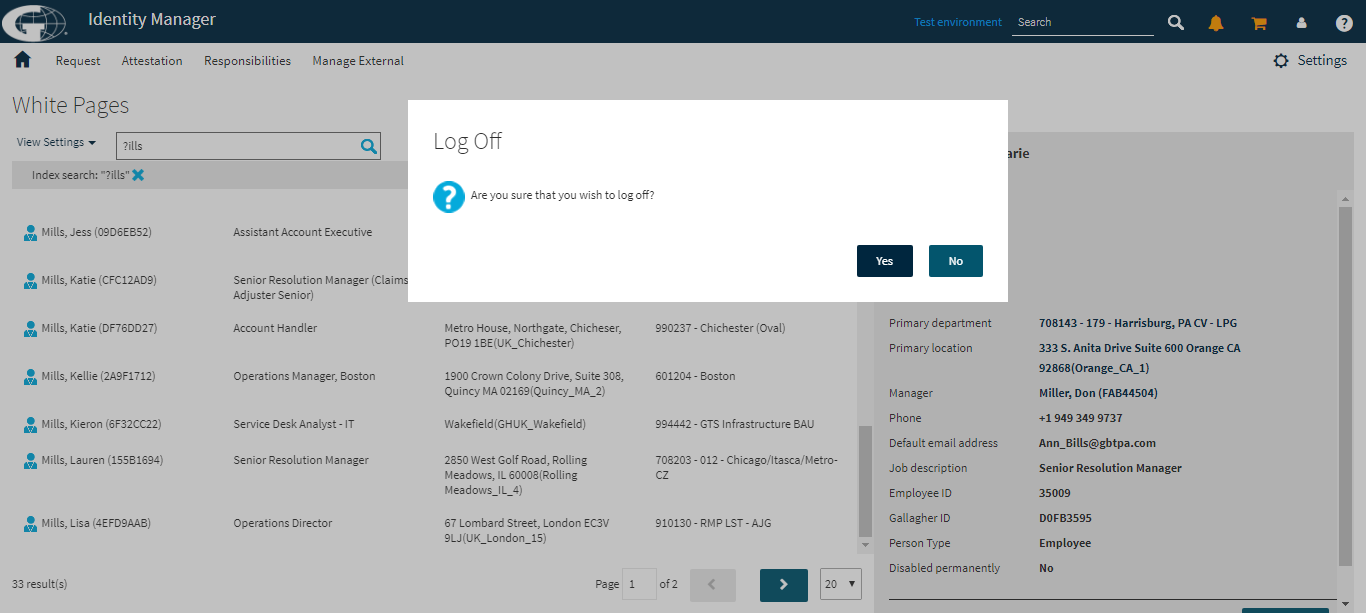 Identity Manager
Test environment
Search
Request
Attestation
Responsibilities
Manage External
Settings
White Pages
View Settings
?ills
Index search: "?ills"
arie
Log Off
Are you sure that you wish to log off?
Yes
No
Mills, Jess (09D6EB52)
Assistant Account Executive
Mills, Katie (CFC12AD9)
Senior Resolution Manager (Claims
Adjuster Senior)
Mills, Katie (DF76DD27)
Account Handler
Metro House, Northgate, Chicheser,
PO19 1BE(UK_Chichester)
990237 - Chichester (Oval)
Mills, Kellie (2A9F1712)
Operations Manager, Boston
1900 Crown Colony Drive, Suite 308,
Quincy MA 02169(Quincy_MA_2)
601204 - Boston
Mills, Kieron (6F32CC22)
Service Desk Analyst - IT
Wakefield(GHUK_Wakefield)
994442 - GTS Infrastructure BAU
Mills, Lauren (155B1694)
Senior Resolution Manager
2850 West Golf Road, Rolling
Meadows, IL 60008(Rolling
Meadows_IL_4)
708203 - 012 - Chicago/Itasca/Metro-
CZ
Mills, Lisa (4EFD9AAB)
Operations Director
67 Lombard Street, London EC3V
9LJ(UK_London_15)
910130 - RMP LST - AJG
33 result(s)
Page 1 of 2
20
Primary department
708143 - 179 - Harrisburg, PA CV - LPG
Primary location
333 S. Anita Drive Suite 600 Orange CA
92868(Orange_CA_1)
Manager
Miller, Don (FAB44504)
Phone
+1 949 349 9737
Default email address
Ann_Bills@gbtpa.com
Job description
Senior Resolution Manager
Employee ID
35009
Gallagher ID
D0FB3595
Person Type
Employee
Disabled permanently
No